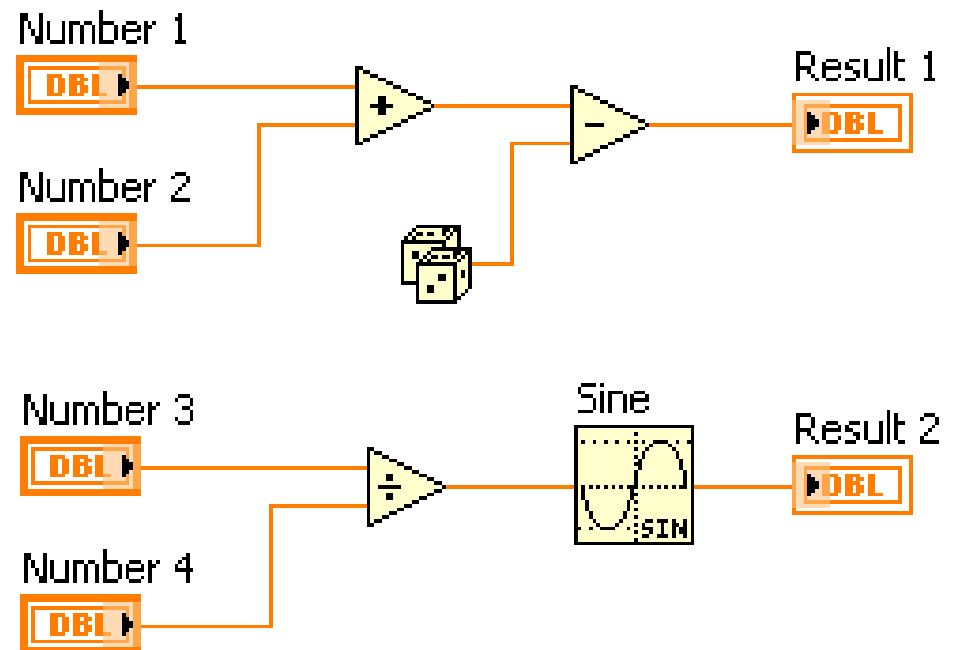 Number 1
DBL
+
Result 1
DBL
-
Number 2
DBL
Number 3
DBL
÷
Sine
SIN
Result 2
DBL
Number 4
DBL